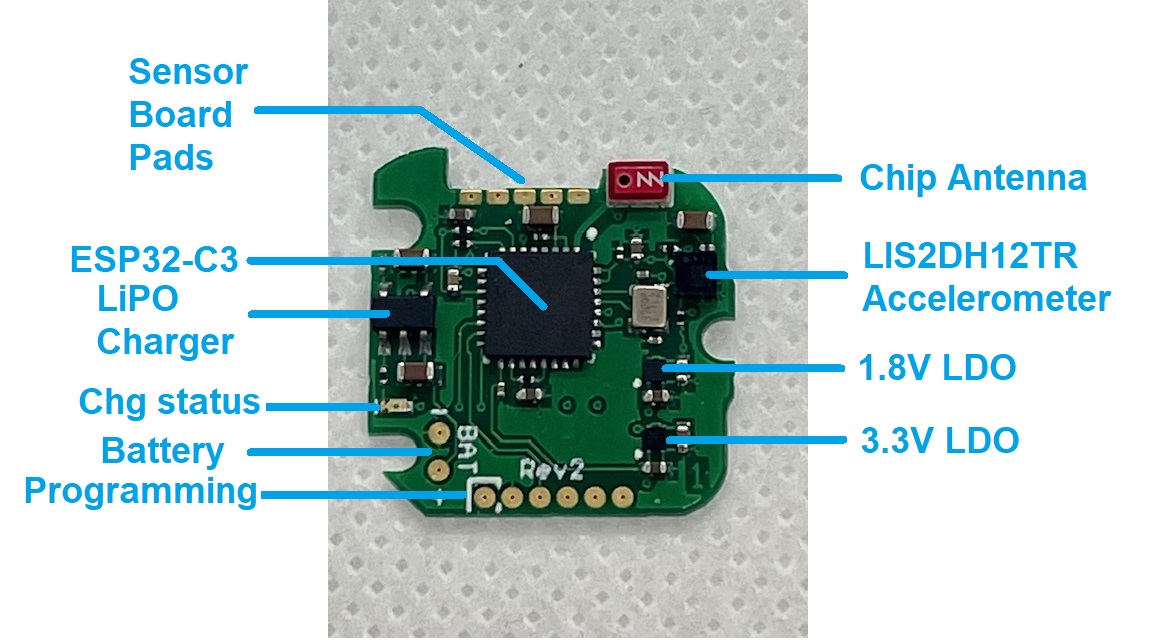 Sensor
Board
Pads
Chip Antenna
ESP32-C3
LIS2DH12TR
Accelerometer
LiPO
Charger
1.8V LDO
Chg status
3.3V LDO
Battery
BAT
Programming
Rev2
-
+
1